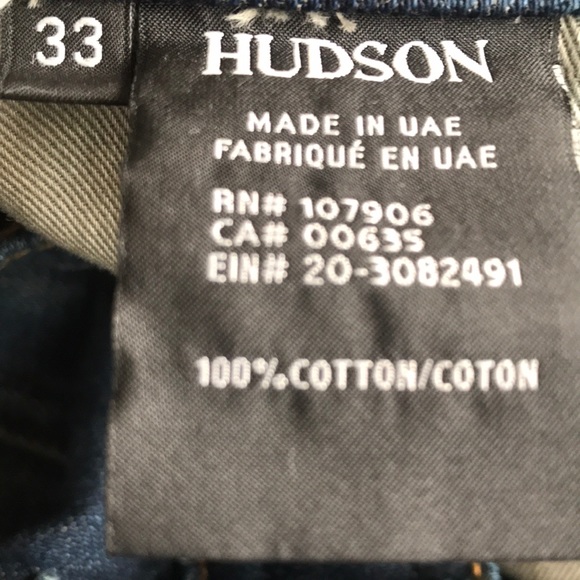 33
HUDSON
MADE IN UAE
FABRIQUÉ EN UAE
RN# 107906
CA# 00635
EIN# 20-3082491
100%COTTON/COTON